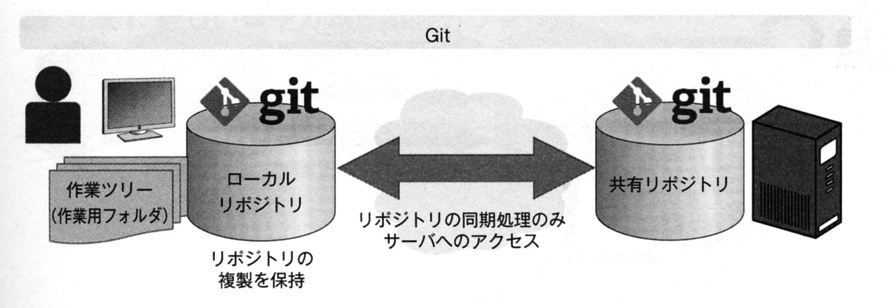 Git
git
git
作業ツリー
(作業用フォルダ)
ローカル
リポジトリ
共有リポジトリ
リポジトリの同期処理のみ
サーバへのアクセス
リポジトリの
複製を保持